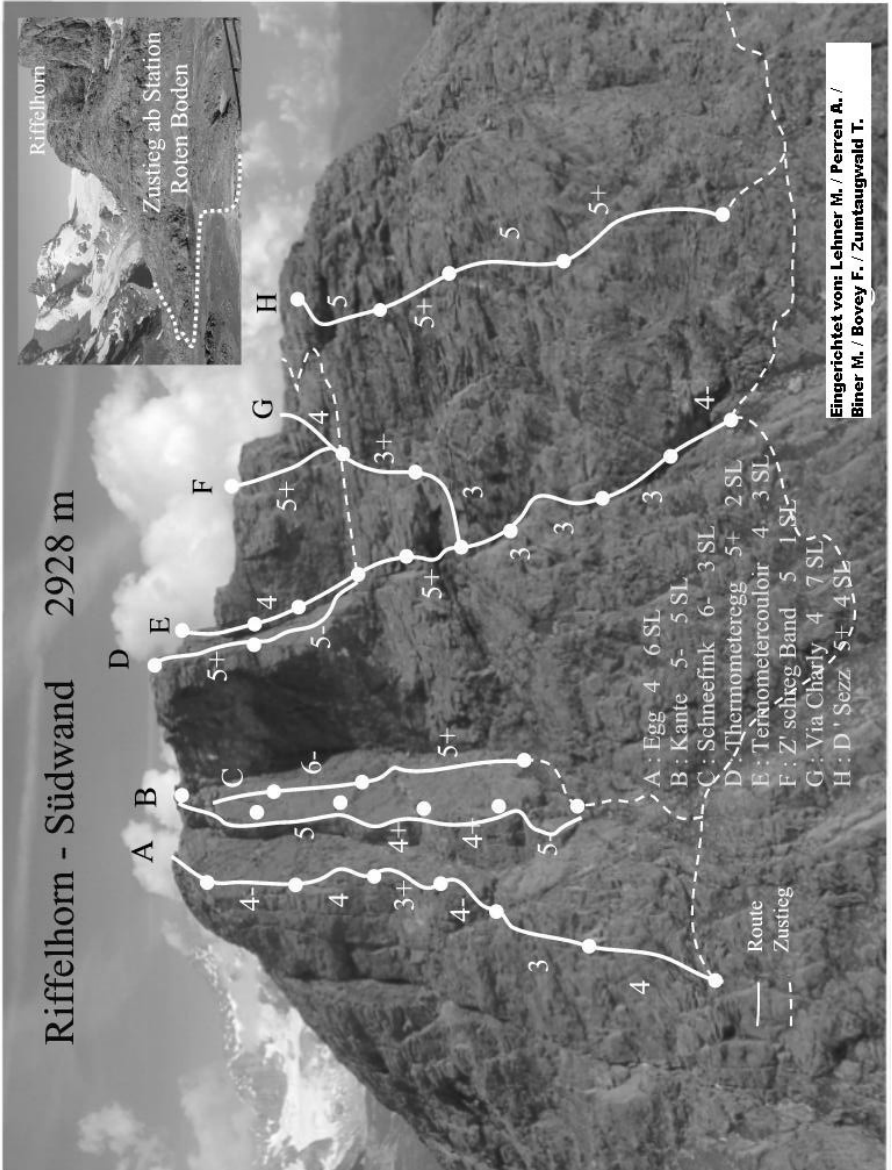 Riffelhorn - Südwand 2928 m
Riffelhorn
Zustieg ab Station
Roten Boden
A
B
C
D
E
F
G
H
4-
4
3+
4-
3
4
5
4+
4+
5-
6-
5+
5+
5-
4
5+
3
3
3
4-
3
3+
5+
4
5
5+
5
5+
A : Egg 4 6 SL
B : Kante 5- 5 SL
C : Schneefink 6- 3 SL
D : Thermometeregg 5+ 2 SL
E : Termometercouloir 4 3 SL
F : Z' schreg Band 5 1 SL
G : Via Charly 4 7 SL
H : D ' Sezz 5+ 4 SL
Route
Zustieg
Eingerichtet von: Lehner M. / Perren A. /
Biner M. / Bovey F. / Zumtaugwald T.